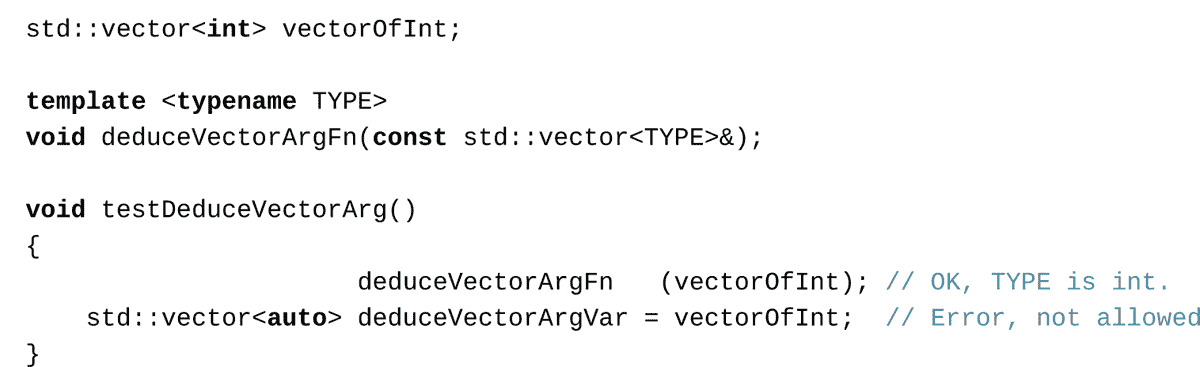 std::vector<int> vectorOfInt;
template <typename TYPE>
void deduceVectorArgFn(const std::vector<TYPE>&);
void testDeduceVectorArg()
{
                      deduceVectorArgFn   (vectorOfInt); // OK, TYPE is int.
    std::vector<auto> deduceVectorArgVar = vectorOfInt;  // Error, not allowed
}